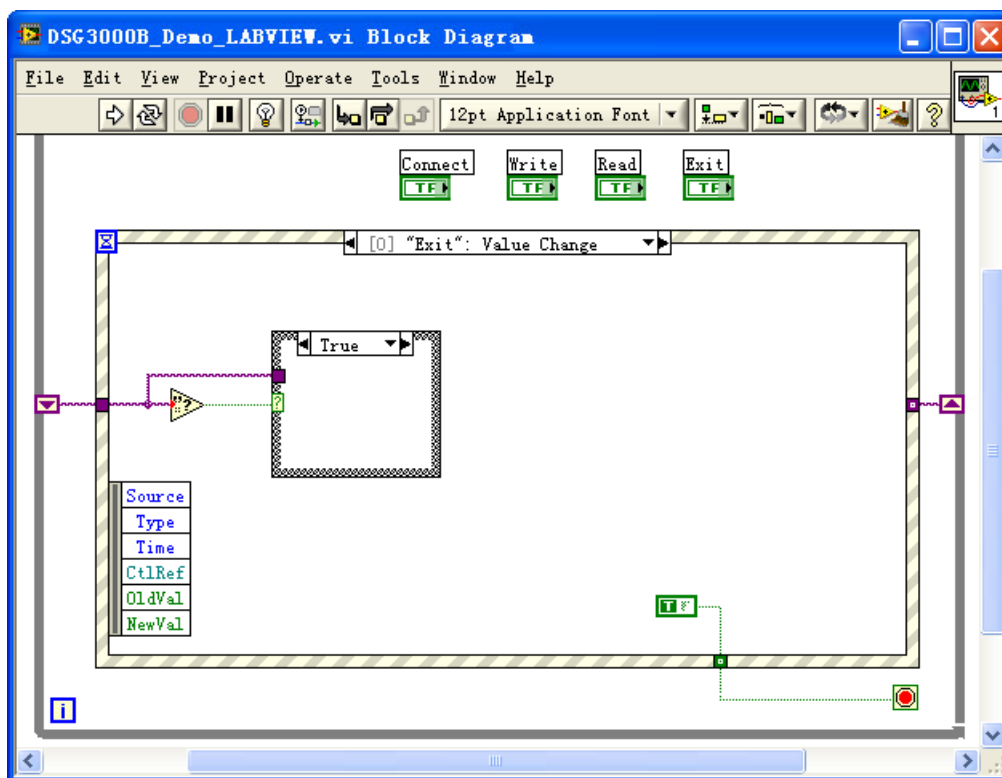 DSG3000B_Demo_LABVIEW.vi Block Diagram
File Edit View Project Operate Tools Window Help
12pt Application Font
1
Connect Write Read Exit
TF TF TF TF
[0] "Exit": Value Change
True
"?
?
Source
Type
Time
CtlRef
OldVal
NewVal
T
i